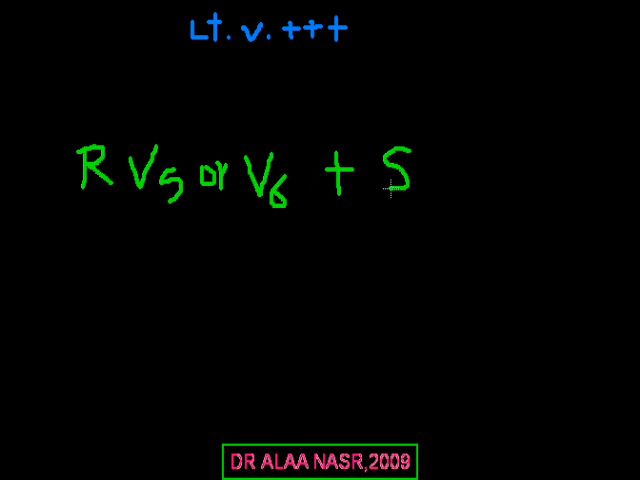 Lt. v. +++
R V5 or V6 + S
DR ALAA NASR,2009